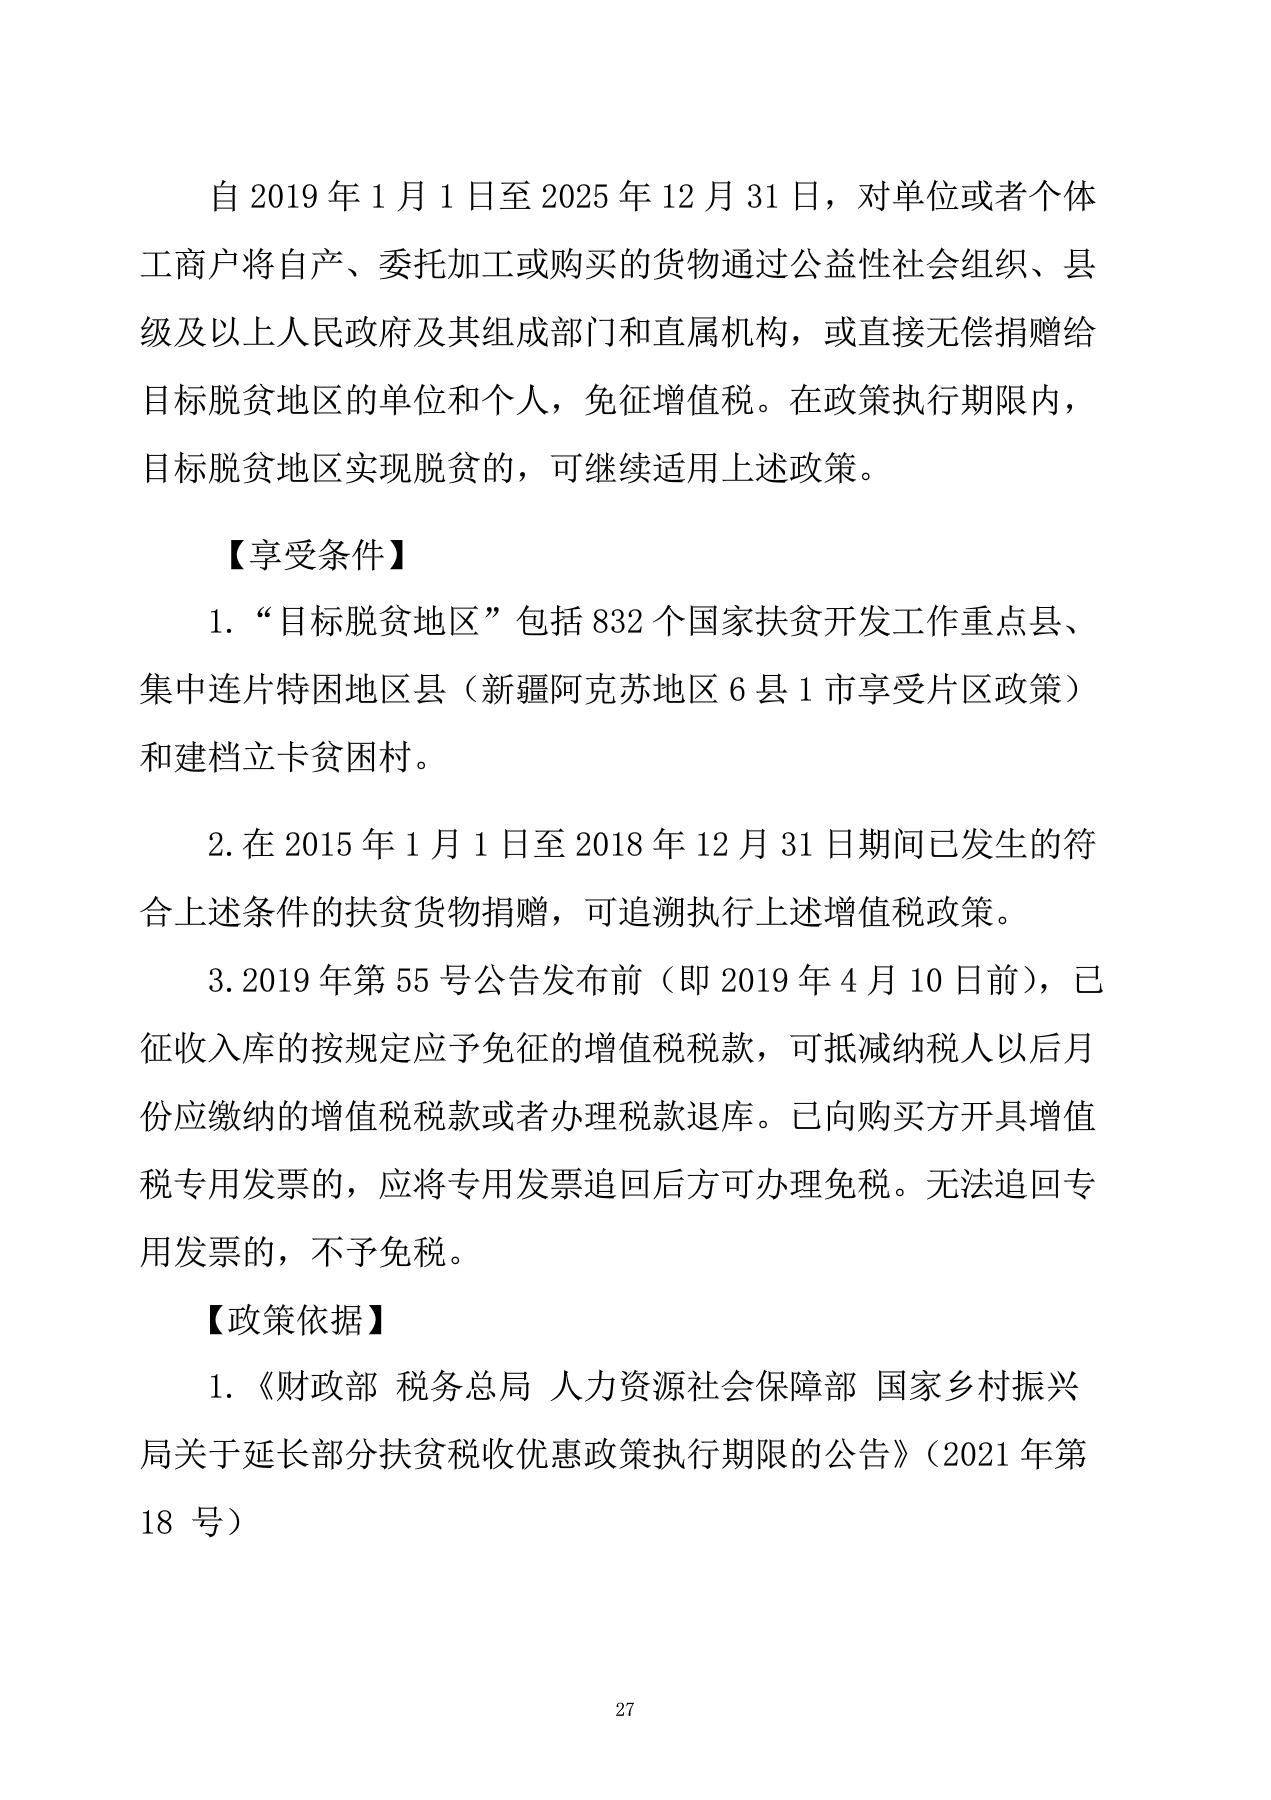 自 2019 年 1 月 1 日至 2025 年 12 月 31 日，对单位或者个体
工商户将自产、委托加工或购买的货物通过公益性社会组织、县
级及以上人民政府及其组成部门和直属机构，或直接无偿捐赠给
目标脱贫地区的单位和个人，免征增值税。在政策执行期限内，
目标脱贫地区实现脱贫的，可继续适用上述政策。
【享受条件】
1.“目标脱贫地区”包括 832 个国家扶贫开发工作重点县、
集中连片特困地区县（新疆阿克苏地区 6 县 1 市享受片区政策）
和建档立卡贫困村。
2.在 2015 年 1 月 1 日至 2018 年 12 月 31 日期间已发生的符
合上述条件的扶贫货物捐赠，可追溯执行上述增值税政策。
3.2019 年第 55 号公告发布前（即 2019 年 4 月 10 日前），已
征收入库的按规定应予免征的增值税税款，可抵减纳税人以后月
份应缴纳的增值税税款或者办理税款退库。已向购买方开具增值
税专用发票的，应将专用发票追回后方可办理免税。无法追回专
用发票的，不予免税。
【政策依据】
1.《财政部 税务总局 人力资源社会保障部 国家乡村振兴
局关于延长部分扶贫税收优惠政策执行期限的公告》（2021 年第
18 号）
27